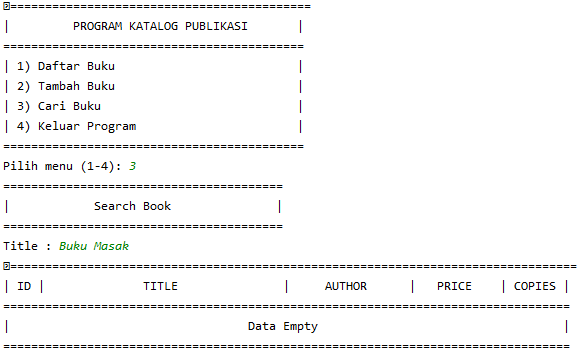 ============================================
|         PROGRAM KATALOG PUBLIKASI       |
===========================================
| 1) Daftar Buku                          |
| 2) Tambah Buku                          |
| 3) Cari Buku                            |
| 4) Keluar Program                       |
===========================================
Pilih menu (1-4): 3
========================================
|            Search Book               |
========================================
Title : Buku Masak
=================================================================================
| ID |              TITLE               |     AUTHOR      |   PRICE    | COPIES |
=================================================================================
|                                  Data Empty                                   |
=================================================================================